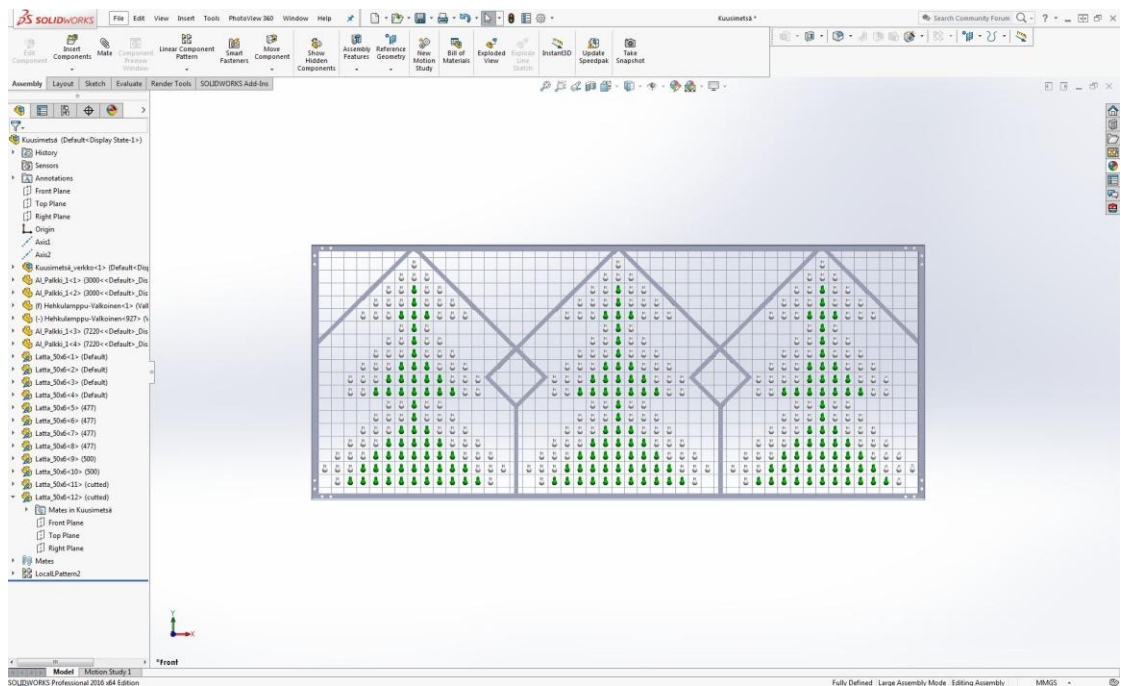 SOLIDWORKS File Edit View Insert Tools PhotoView 360 Window Help Kuusimetsä * Search Community Forum
Edit Component Insert Components Mate Component Preview Window Linear Component Pattern Smart Fasteners Move Component Show Hidden Components Assembly Features Reference Geometry New Motion Study Bill of Materials Exploded View Explode Line Sketch Instant3D Update Speedpak Take Snapshot
Assembly Layout Sketch Evaluate Render Tools SOLIDWORKS Add-Ins
Kuusimetsä (Default<Display State-1>)
History
Sensors
Annotations
Front Plane
Top Plane
Right Plane
Origin
Axis1
Axis2
Kuusimetsä_verkko<1> (Default<Disp
Al_Palkki_1<1> (3000<<Default>_Dis
Al_Palkki_1<2> (3000<<Default>_Dis
(f) Hehkulamppu-Valkoinen<1> (Val
(-) Hehkulamppu-Valkoinen<927> (V
Al_Palkki_1<3> (7220<<Default>_Dis
Al_Palkki_1<4> (7220<<Default>_Dis
Latta_50x6<1> (Default)
Latta_50x6<2> (Default)
Latta_50x6<3> (Default)
Latta_50x6<4> (Default)
Latta_50x6<5> (477)
Latta_50x6<6> (477)
Latta_50x6<7> (477)
Latta_50x6<8> (477)
Latta_50x6<9> (500)
Latta_50x6<10> (500)
Latta_50x6<11> (cutted)
Latta_50x6<12> (cutted)
Mates in Kuusimetsä
Front Plane
Top Plane
Right Plane
Mates
LocalLPattern2
Y
X
*Front
Model Motion Study 1
SOLIDWORKS Professional 2016 x64 Edition Fully Defined Large Assembly Mode Editing Assembly MMGS